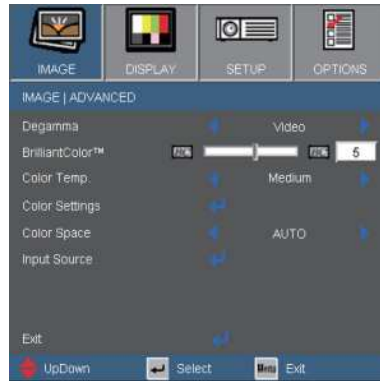 IMAGE DISPLAY SETUP OPTIONS
IMAGE | ADVANCED
Degamma Video
BrilliantColor™ 5
Color Temp. Medium
Color Settings
Color Space AUTO
Input Source
Exit
UpDown Select Menu Exit